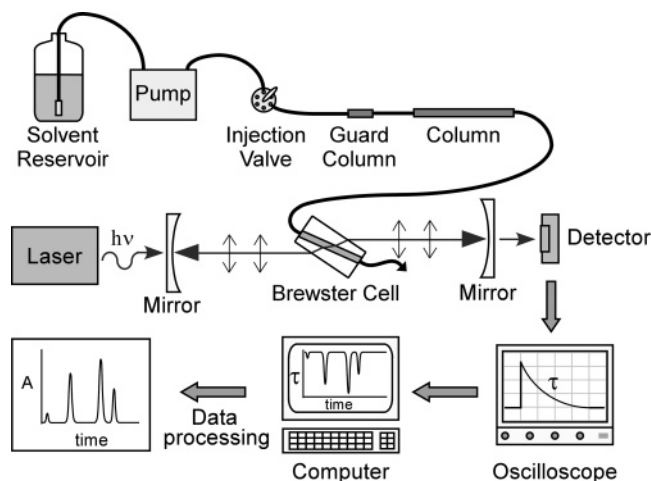 Pump
Solvent
Reservoir
Injection
Valve
Guard
Column
Column
Laser
hν
Mirror
Brewster Cell
Mirror
Detector
A
time
Data
processing
τ
time
Computer
τ
Oscilloscope